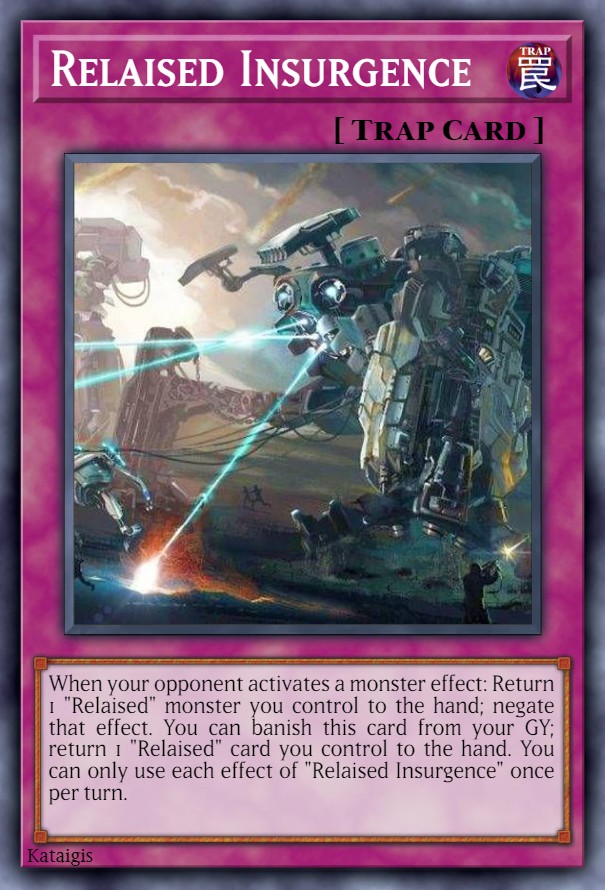 RELAISED INSURGENCE
TRAP
罠
[ TRAP CARD ]
When your opponent activates a monster effect: Return
1 "Relaised" monster you control to the hand; negate
that effect. You can banish this card from your GY;
return 1 "Relaised" card you control to the hand. You
can only use each effect of "Relaised Insurgence" once
per turn.
Kataigis